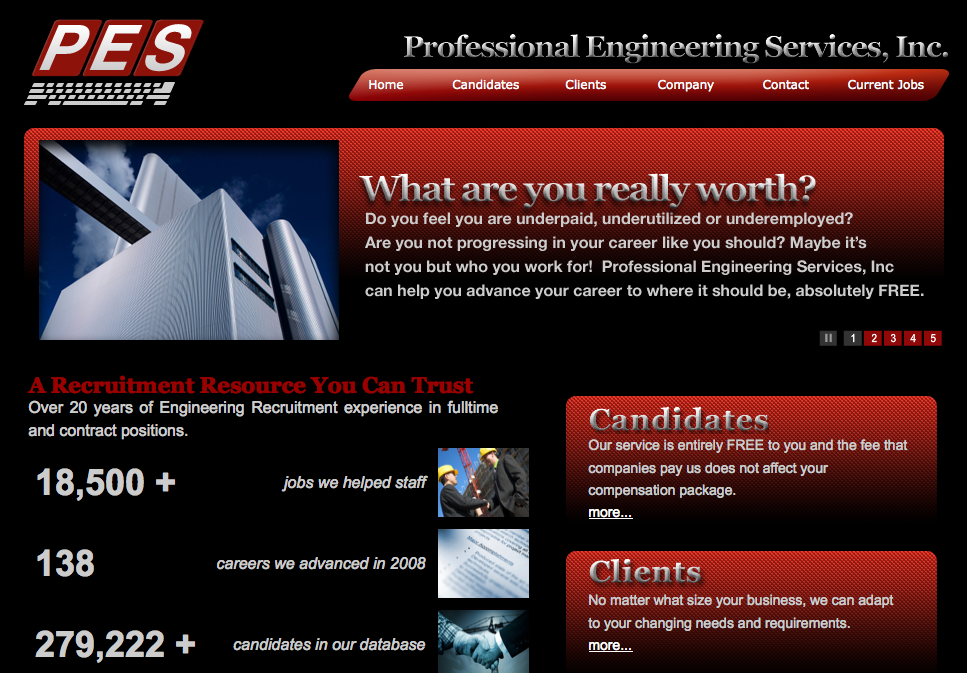 PES
Professional Engineering Services, Inc.
Home Candidates Clients Company Contact Current Jobs
What are you really worth?
Do you feel you are underpaid, underutilized or underemployed?
Are you not progressing in your career like you should? Maybe it's
not you but who you work for! Professional Engineering Services, Inc
can help you advance your career to where it should be, absolutely FREE.
1 2 3 4 5
A Recruitment Resource You Can Trust
Over 20 years of Engineering Recruitment experience in fulltime
and contract positions.
18,500 + jobs we helped staff
138 careers we advanced in 2008
279,222 + candidates in our database
Candidates
Our service is entirely FREE to you and the fee that
companies pay us does not affect your
compensation package.
more...
Clients
No matter what size your business, we can adapt
to your changing needs and requirements.
more...